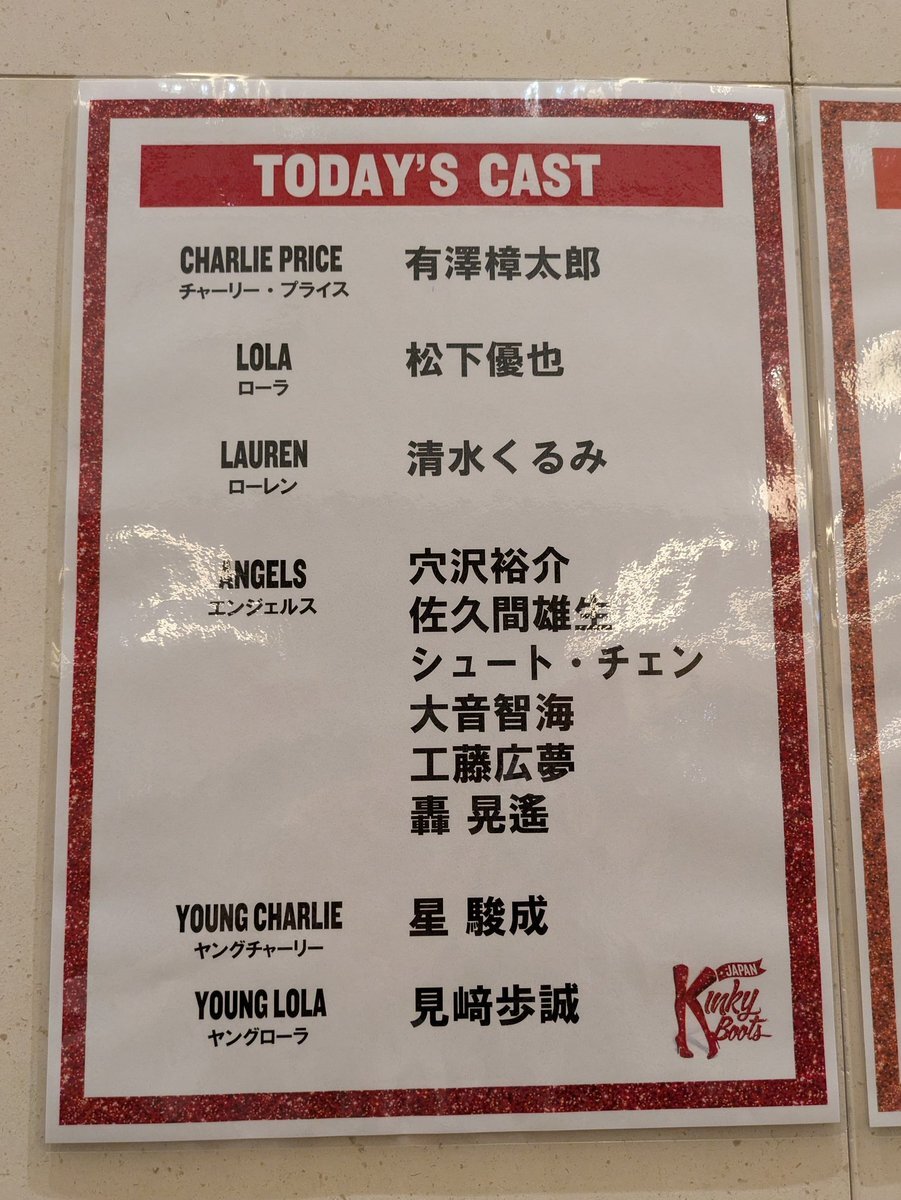 TODAY'S CAST
CHARLIE PRICE 有澤樟太郎
チャーリー・プライス
LOLA 松下優也
ローラ
LAUREN 清水くるみ
ローレン
ANGELS 穴沢裕介
エンジェルス 佐久間雄生
シュート・チェン
大音智海
工藤広夢
轟 晃遙
YOUNG CHARLIE 星 駿成
ヤングチャーリー
YOUNG LOLA 見﨑歩誠
ヤングローラ
JAPAN
Kinky
Boots